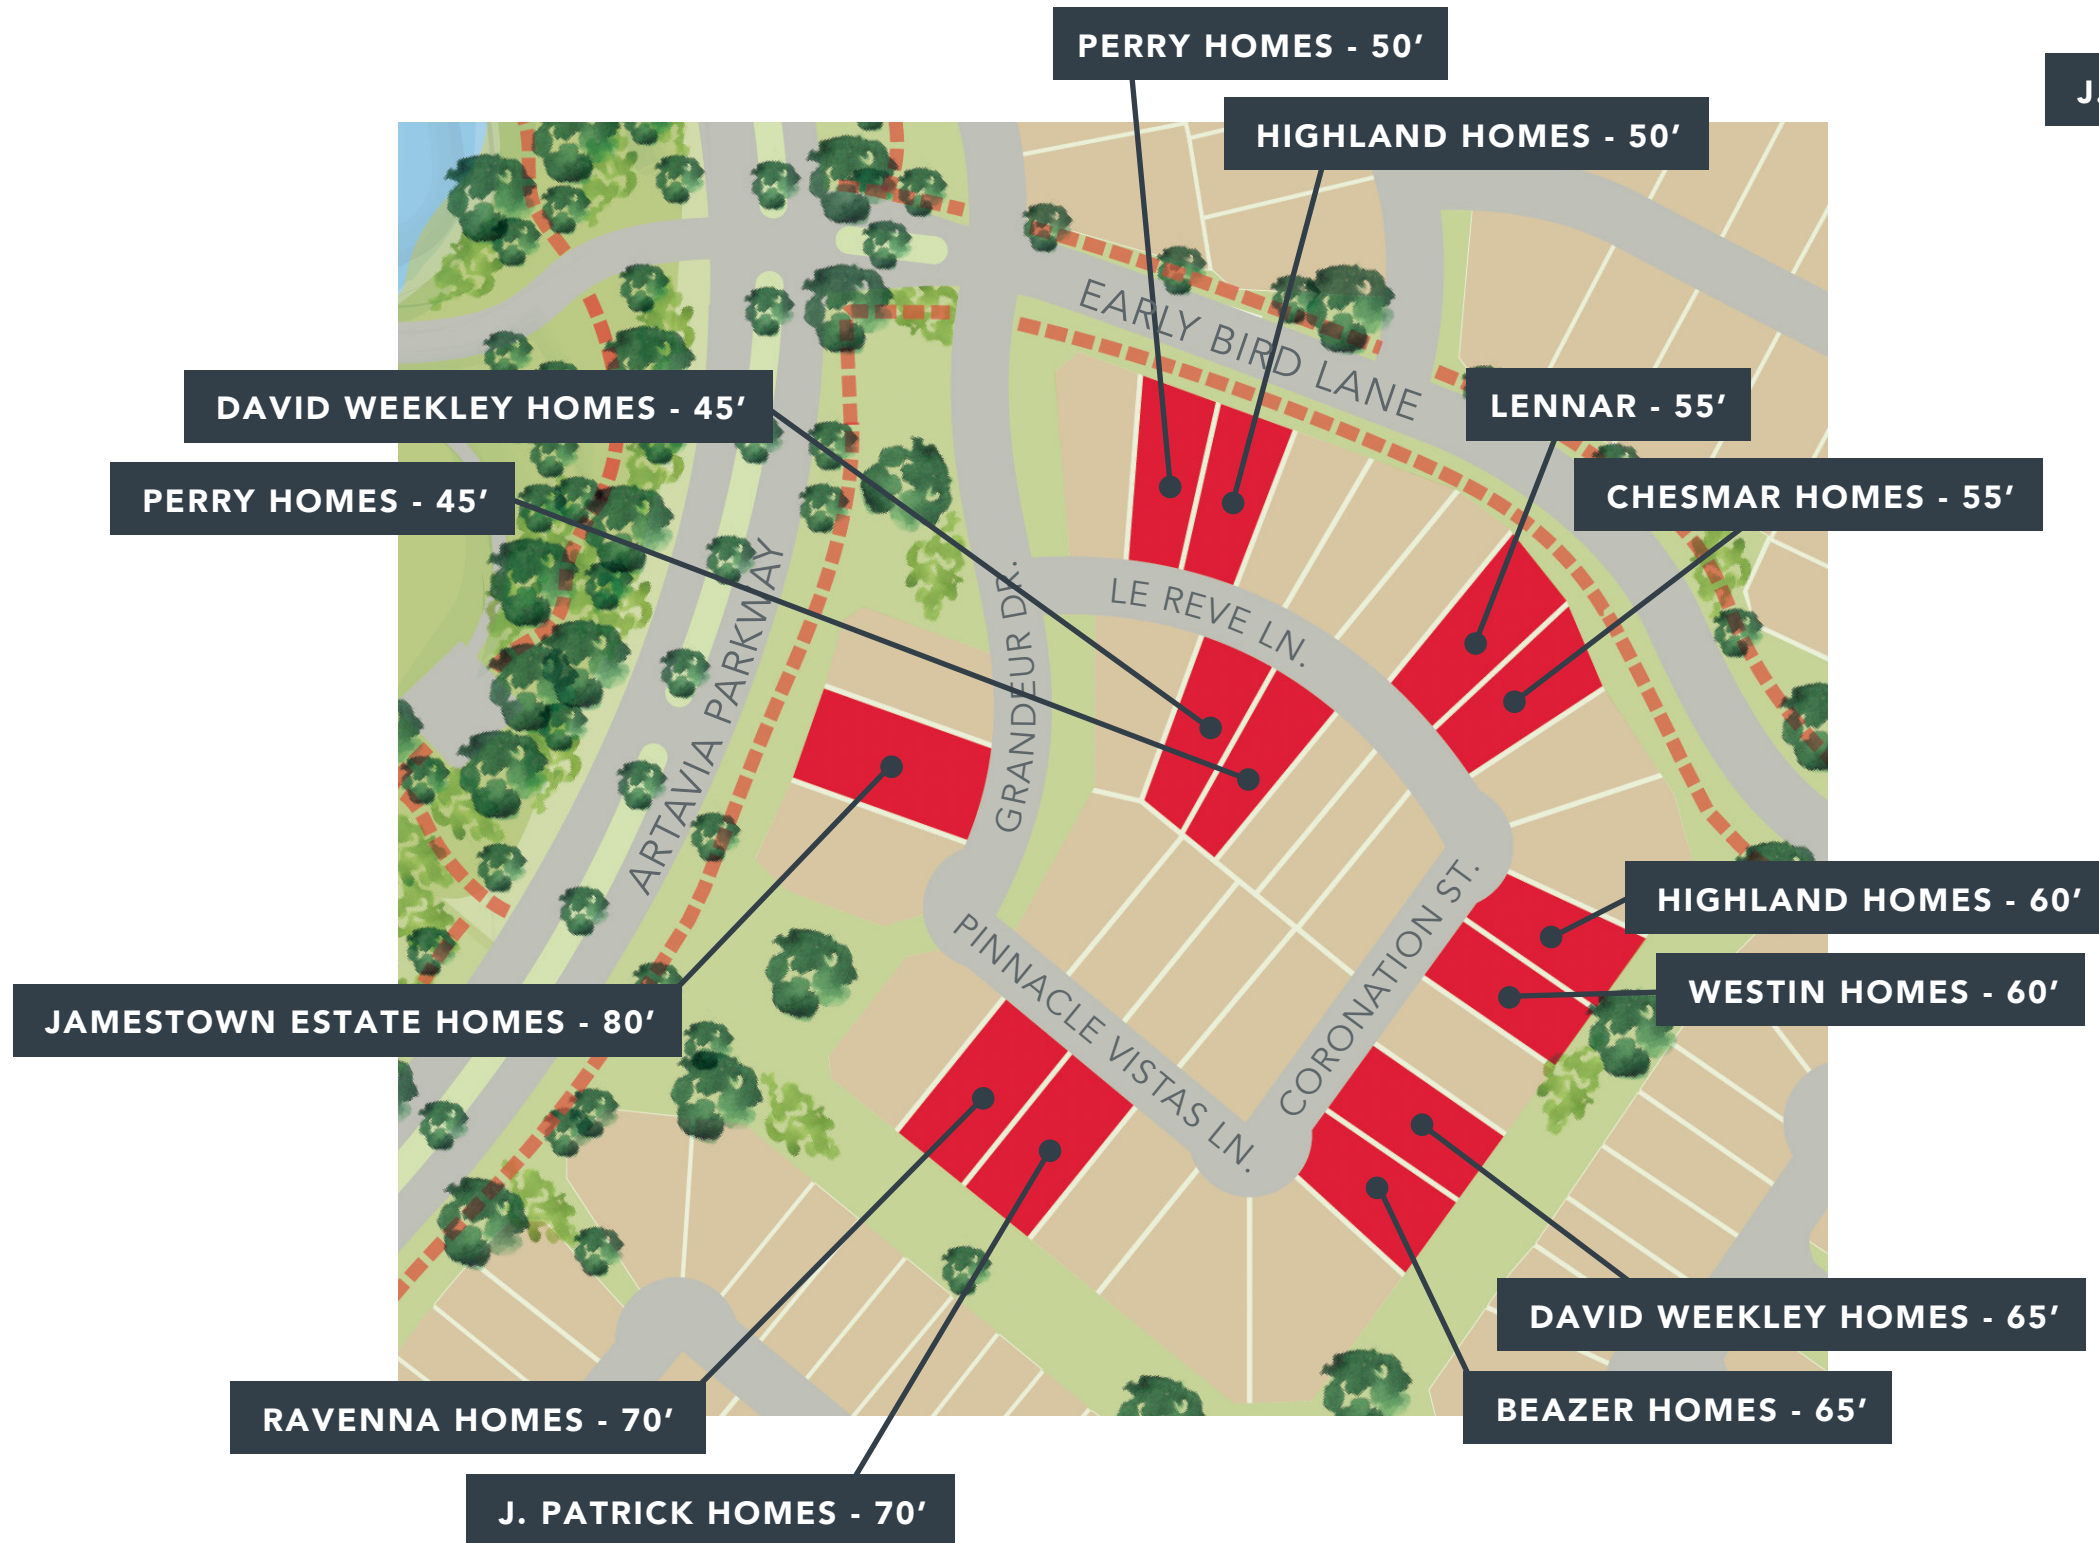 PERRY HOMES - 50’
J.
HIGHLAND HOMES - 50’
EARLY BIRD LANE
DAVID WEEKLEY HOMES - 45’
LENNAR - 55’
PERRY HOMES - 45’
CHESMAR HOMES - 55’
LE REVE LN.
GRANDEUR DR.
ARTAVIA PARKWAY
HIGHLAND HOMES - 60’
CORONATION ST.
PINNACLE VISTAS LN.
WESTIN HOMES - 60’
JAMESTOWN ESTATE HOMES - 80’
DAVID WEEKLEY HOMES - 65’
RAVENNA HOMES - 70’
BEAZER HOMES - 65’
J. PATRICK HOMES - 70’